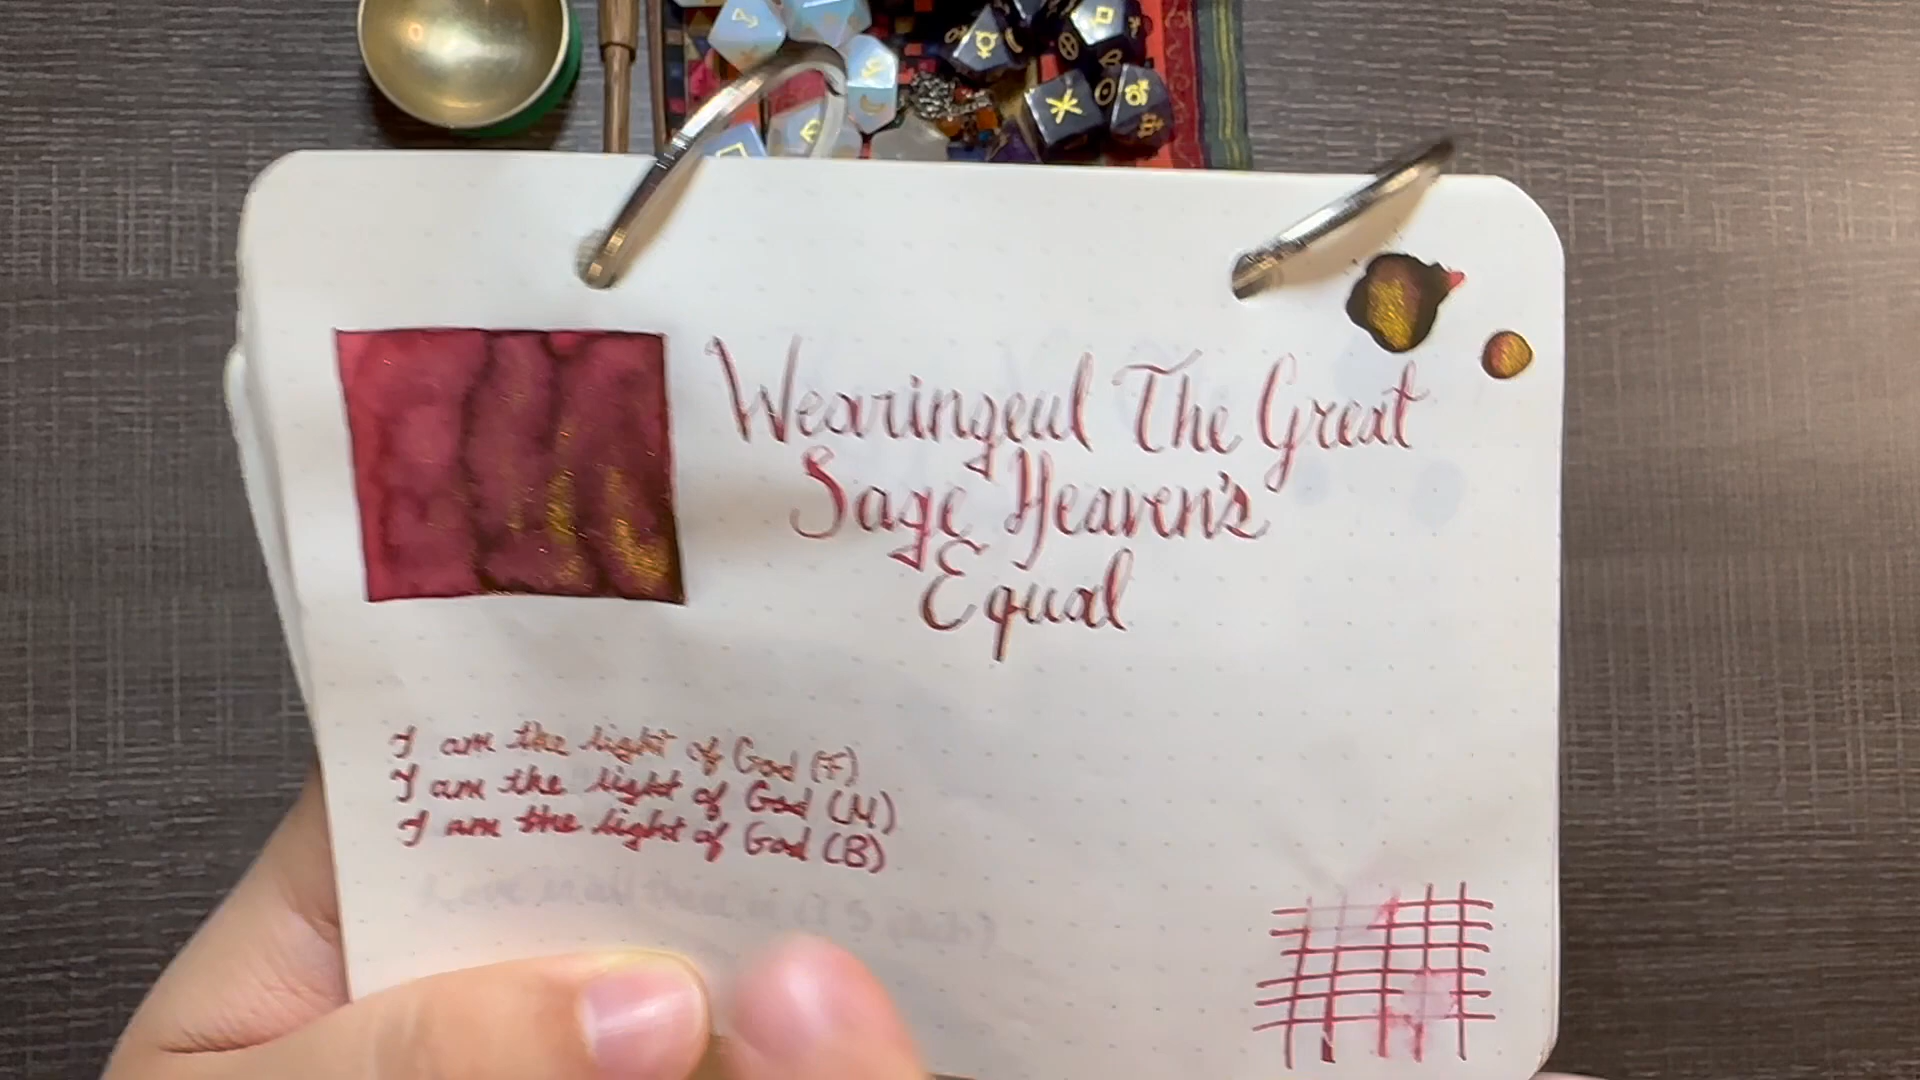 Wearingeul The Great
Sage Heaven's
Equal
I am the light of God (F)
I am the light of God (M)
I am the light of God (B)